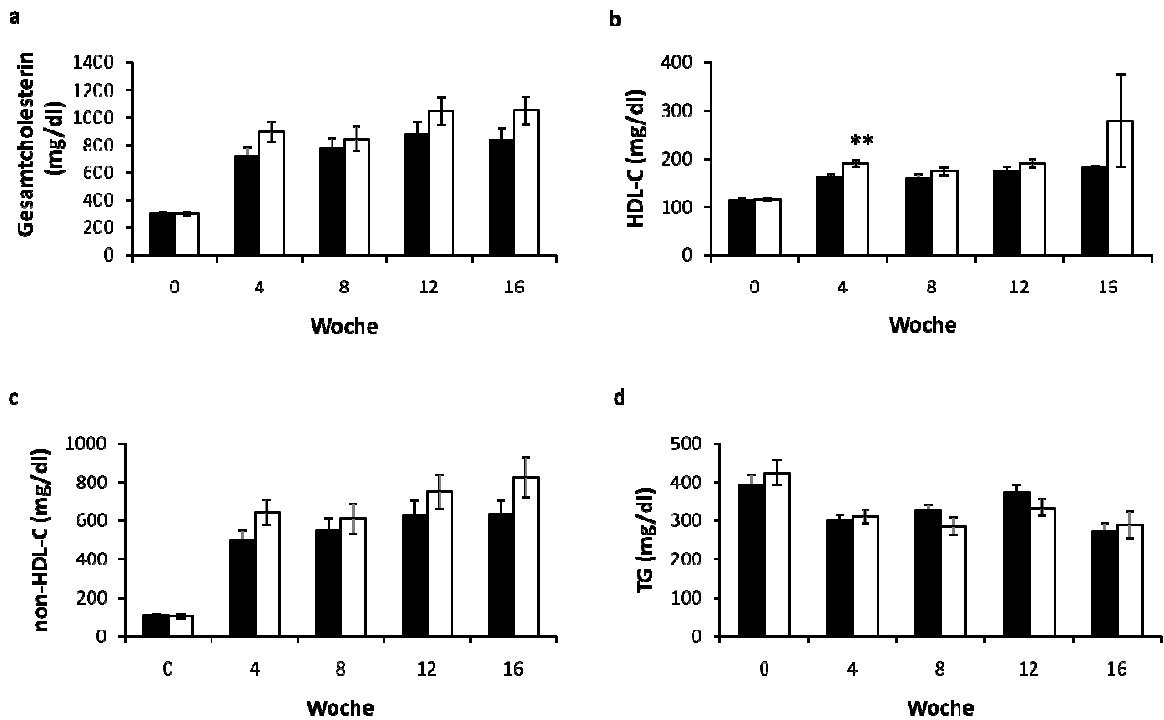 a
Gesamtcholesterin
(mg/dl)
1400
1200
1000
800
600
400
200
0
0 4 8 12 16
Woche
b
HDL-C (mg/dl)
400
300
200
100
0
**
0 4 8 12 16
Woche
c
non-HDL-C (mg/dl)
1000
800
600
400
200
0
C 4 8 12 16
Woche
d
TG (mg/dl)
500
400
300
200
100
0
0 4 8 12 16
Woche